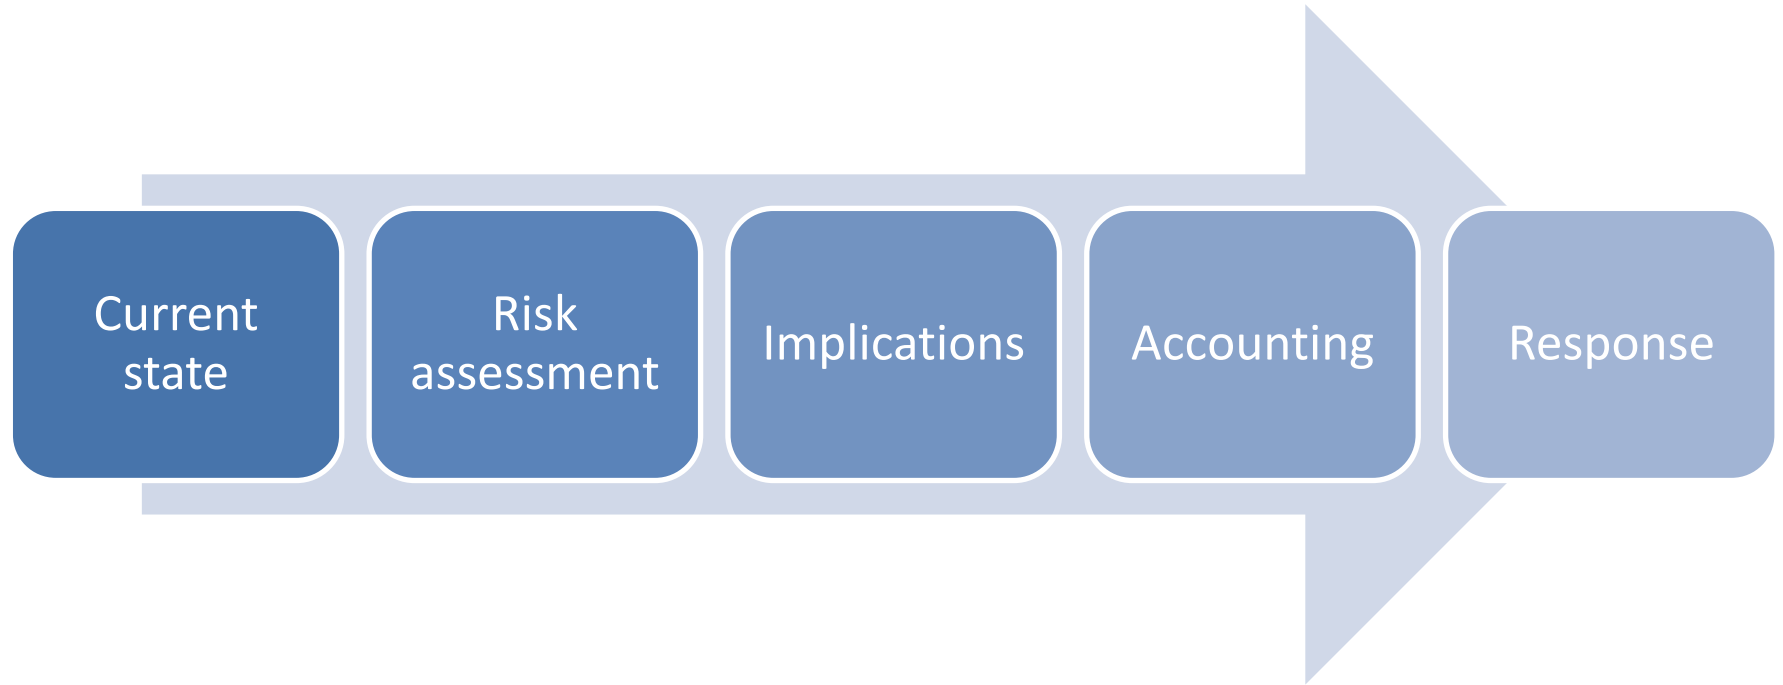 Current
state
Risk
assessment
Implications
Accounting
Response